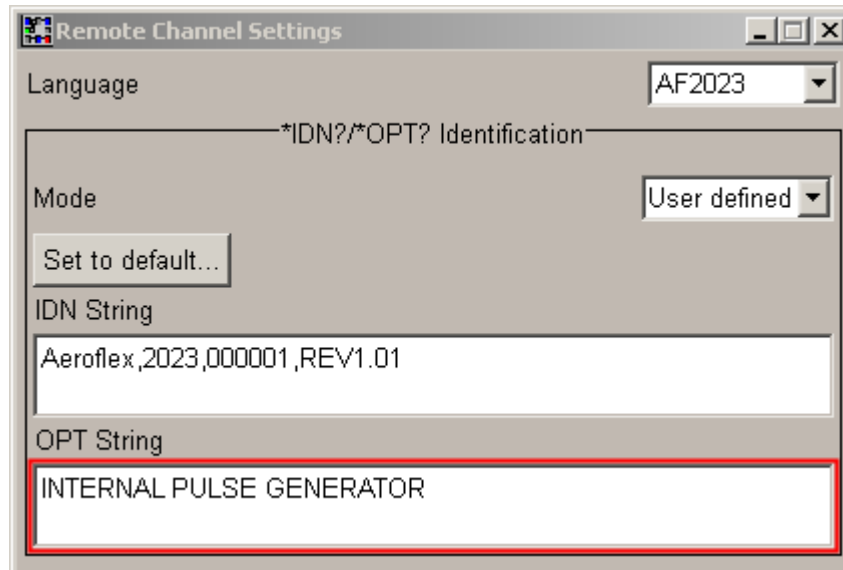 Remote Channel Settings
Language AF2023
*IDN?/*OPT? Identification
Mode User defined
Set to default...
IDN String
Aeroflex,2023,000001,REV1.01
OPT String
INTERNAL PULSE GENERATOR